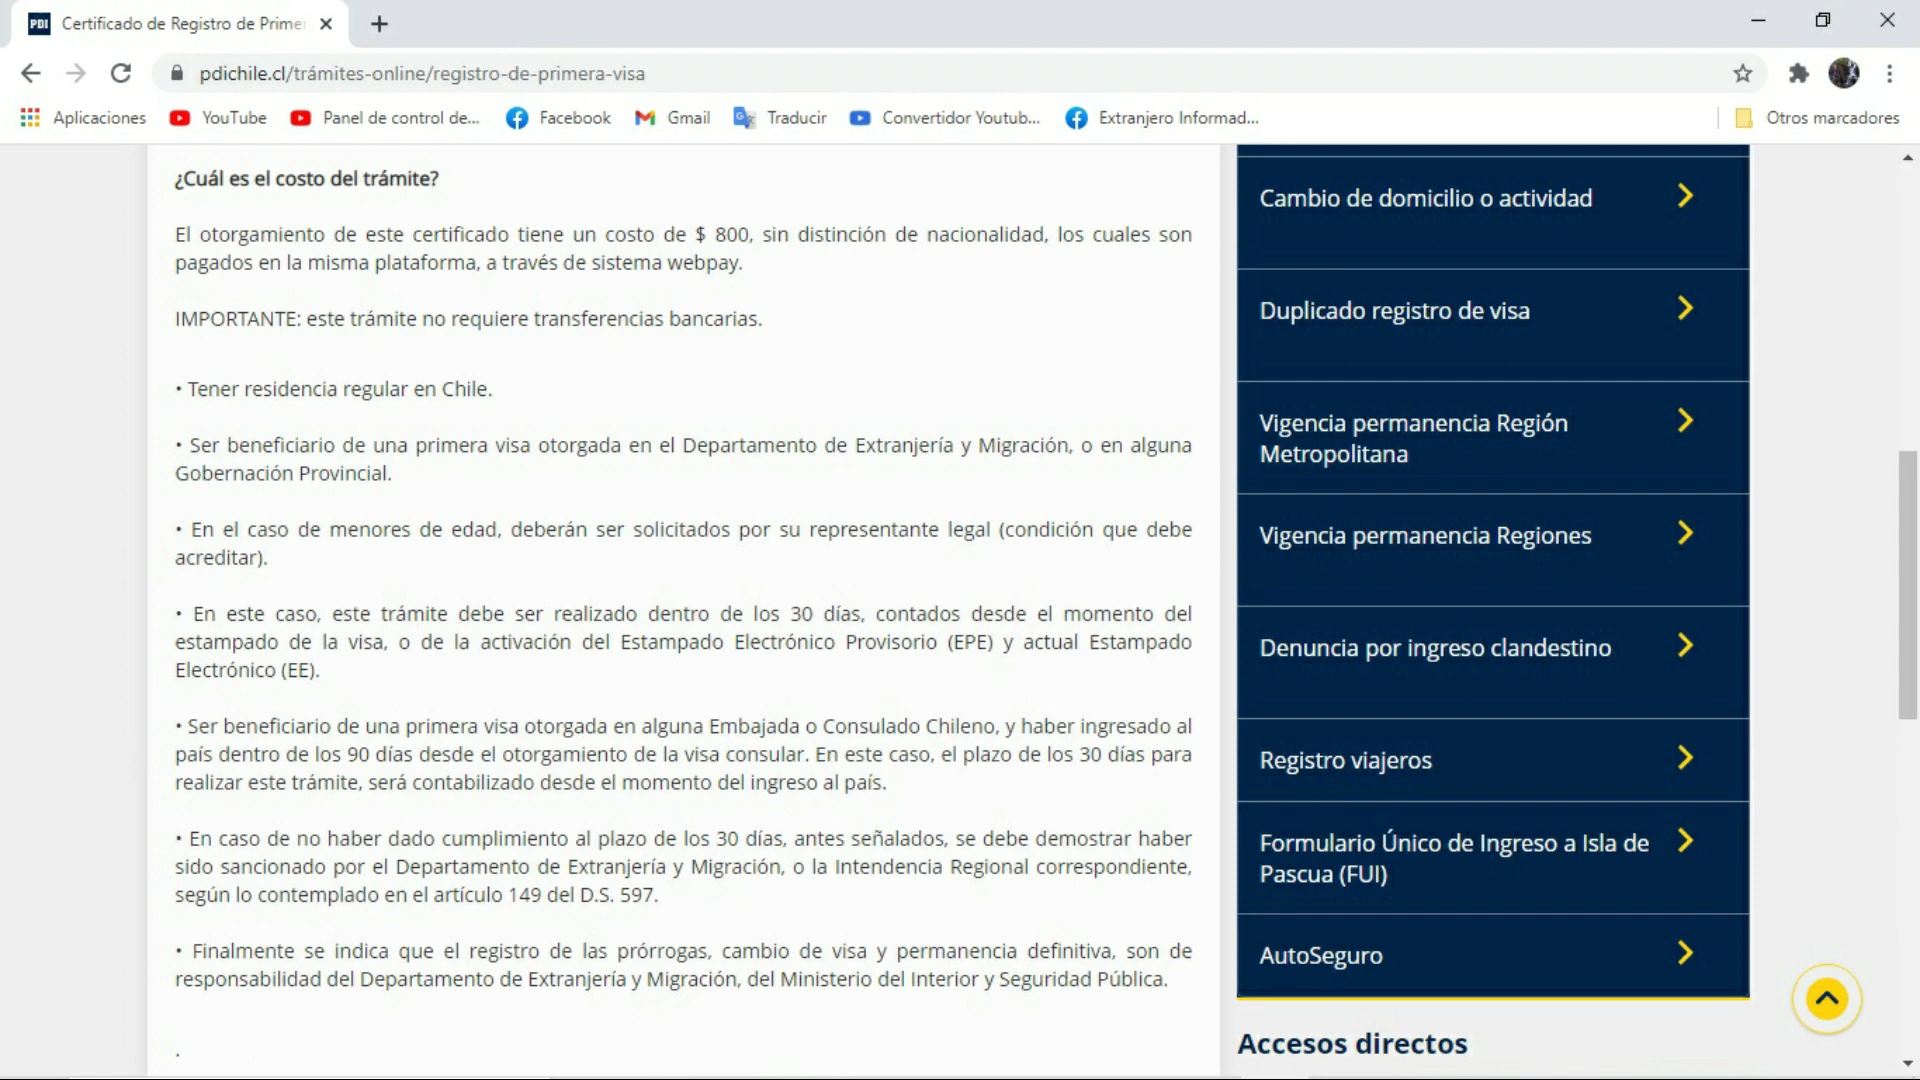 PDI Certificado de Registro de Prime
pdichile.cl/trámites-online/registro-de-primera-visa
Aplicaciones YouTube Panel de control de... Facebook Gmail Traducir Convertidor Youtub... Extranjero Informad... Otros marcadores
¿Cuál es el costo del trámite?
El otorgamiento de este certificado tiene un costo de $ 800, sin distinción de nacionalidad, los cuales son
pagados en la misma plataforma, a través de sistema webpay.
IMPORTANTE: este trámite no requiere transferencias bancarias.
• Tener residencia regular en Chile.
• Ser beneficiario de una primera visa otorgada en el Departamento de Extranjería y Migración, o en alguna
Gobernación Provincial.
• En el caso de menores de edad, deberán ser solicitados por su representante legal (condición que debe
acreditar).
• En este caso, este trámite debe ser realizado dentro de los 30 días, contados desde el momento del
estampado de la visa, o de la activación del Estampado Electrónico Provisorio (EPE) y actual Estampado
Electrónico (EE).
• Ser beneficiario de una primera visa otorgada en alguna Embajada o Consulado Chileno, y haber ingresado al
país dentro de los 90 días desde el otorgamiento de la visa consular. En este caso, el plazo de los 30 días para
realizar este trámite, será contabilizado desde el momento del ingreso al país.
• En caso de no haber dado cumplimiento al plazo de los 30 días, antes señalados, se debe demostrar haber
sido sancionado por el Departamento de Extranjería y Migración, o la Intendencia Regional correspondiente,
según lo contemplado en el artículo 149 del D.S. 597.
• Finalmente se indica que el registro de las prórrogas, cambio de visa y permanencia definitiva, son de
responsabilidad del Departamento de Extranjería y Migración, del Ministerio del Interior y Seguridad Pública.
.
Cambio de domicilio o actividad
Duplicado registro de visa
Vigencia permanencia Región
Metropolitana
Vigencia permanencia Regiones
Denuncia por ingreso clandestino
Registro viajeros
Formulario Único de Ingreso a Isla de
Pascua (FUI)
AutoSeguro
Accesos directos